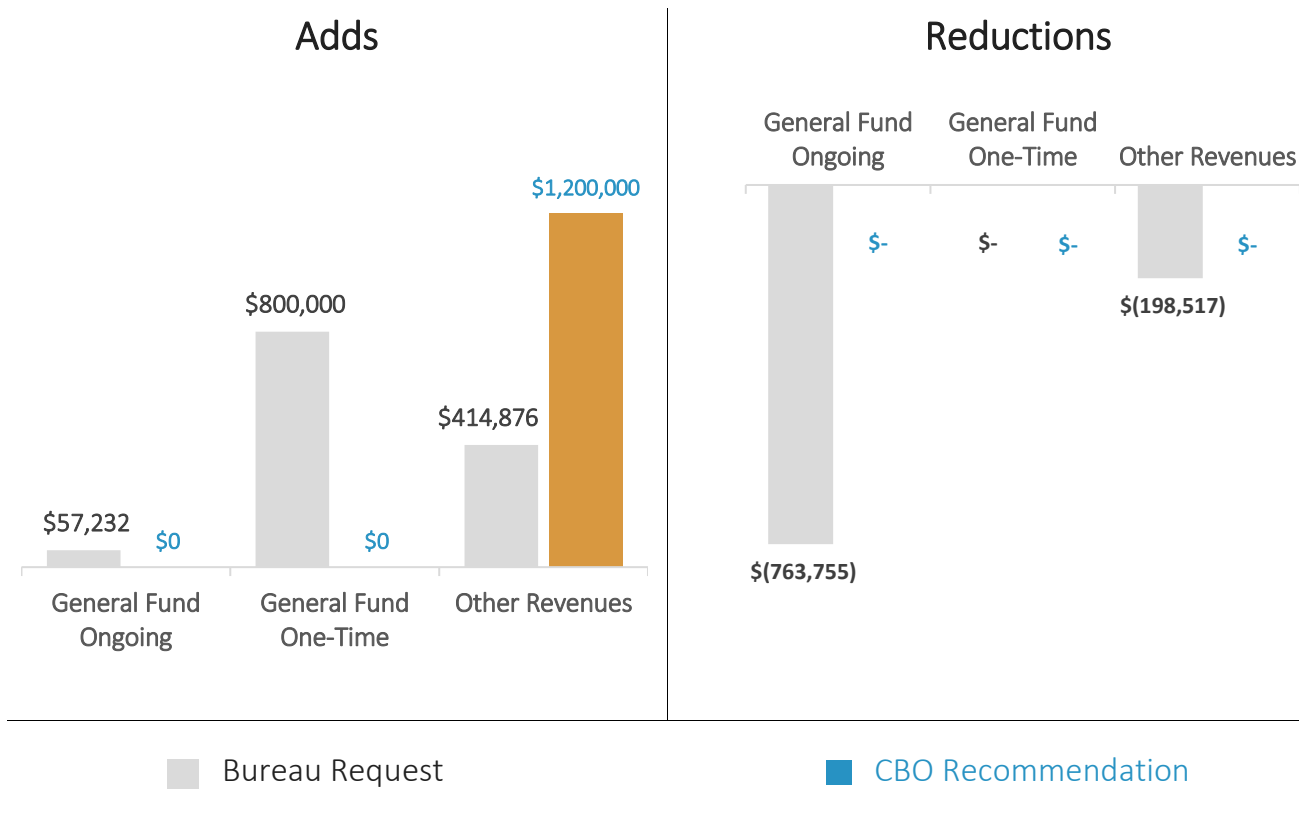 Adds
$1,200,000
$800,000
$414,876
$57,232
$0
$0
General Fund
Ongoing
General Fund
One-Time
Other Revenues
Reductions
General Fund
Ongoing
General Fund
One-Time
Other Revenues
$-
$-
$-
$-
$(198,517)
$(763,755)
Bureau Request
CBO Recommendation